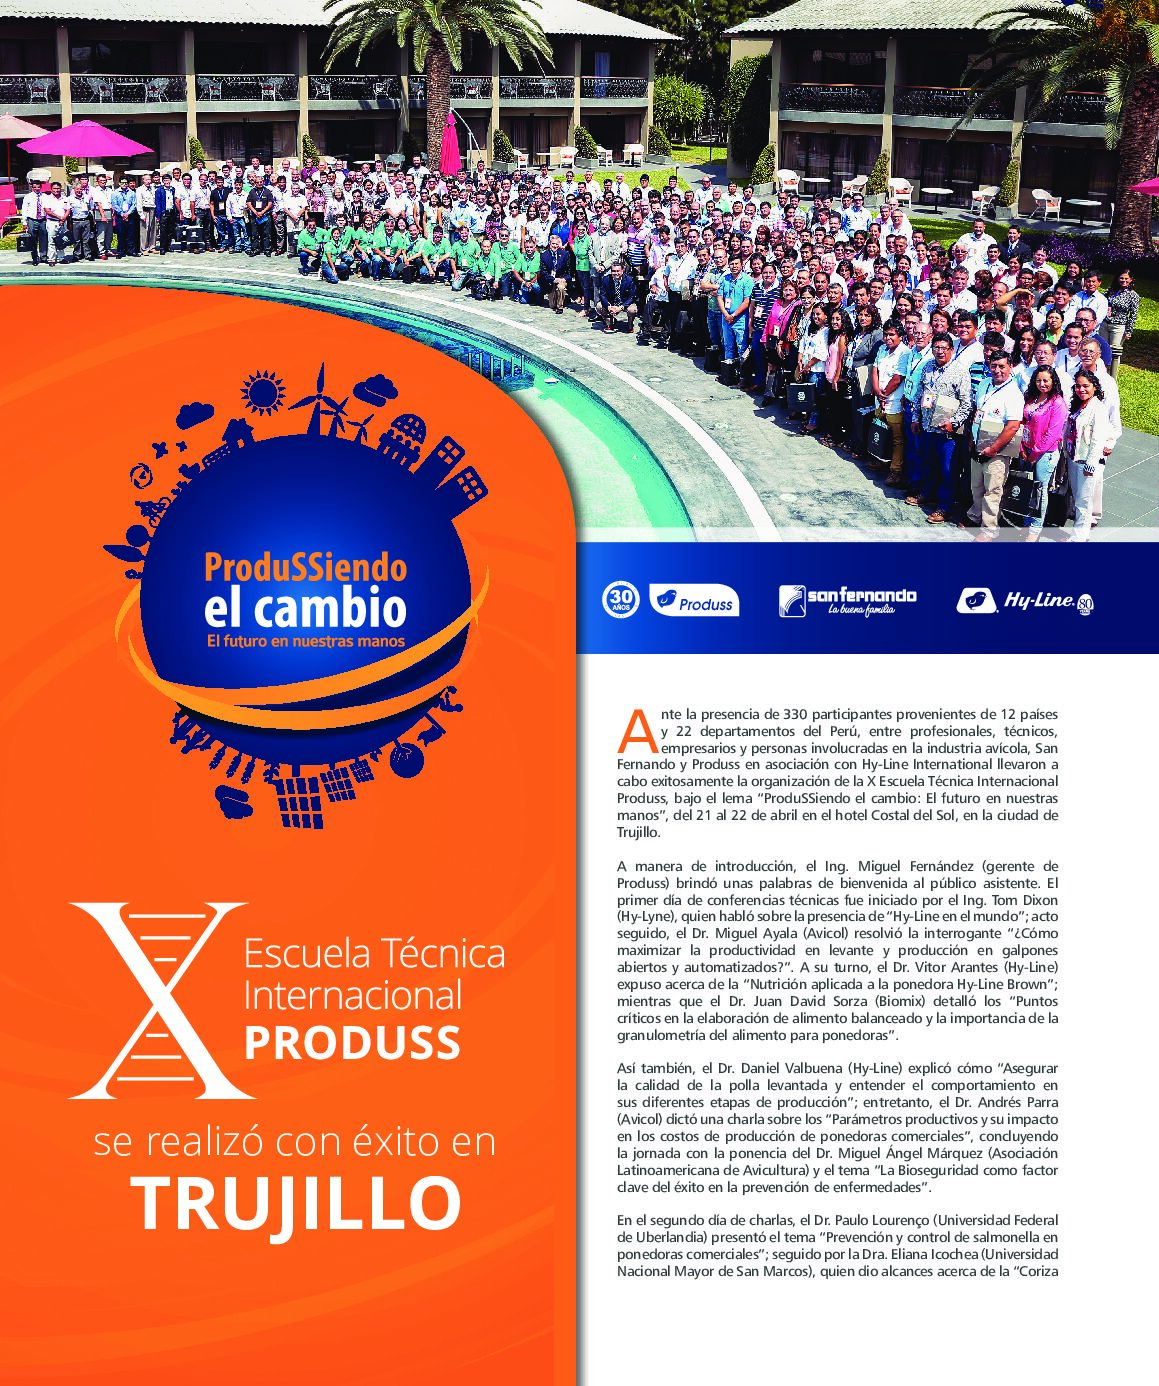 ProduSSiendo
el cambio
El futuro en nuestras manos
30
AÑOS
Produss
san fernando
La buena familia
Hy-Line
80
X
Escuela Técnica
Internacional
PRODUSS
se realizó con éxito en
TRUJILLO
Ante la presencia de 330 participantes provenientes de 12 países
y 22 departamentos del Perú, entre profesionales, técnicos,
empresarios y personas involucradas en la industria avícola, San
Fernando y Produss en asociación con Hy-Line International llevaron a
cabo exitosamente la organización de la X Escuela Técnica Internacional
Produss, bajo el lema “ProduSSiendo el cambio: El futuro en nuestras
manos”, del 21 al 22 de abril en el hotel Costal del Sol, en la ciudad de
Trujillo.
A manera de introducción, el Ing. Miguel Fernández (gerente de
Produss) brindó unas palabras de bienvenida al público asistente. El
primer día de conferencias técnicas fue iniciado por el Ing. Tom Dixon
(Hy-Lyne), quien habló sobre la presencia de “Hy-Line en el mundo”; acto
seguido, el Dr. Miguel Ayala (Avicol) resolvió la interrogante “¿Cómo
maximizar la productividad en levante y producción en galpones
abiertos y automatizados?”. A su turno, el Dr. Vitor Arantes (Hy-Line)
expuso acerca de la “Nutrición aplicada a la ponedora Hy-Line Brown”;
mientras que el Dr. Juan David Sorza (Biomix) detalló los “Puntos
críticos en la elaboración de alimento balanceado y la importancia de la
granulometría del alimento para ponedoras”.
Así también, el Dr. Daniel Valbuena (Hy-Line) explicó cómo “Asegurar
la calidad de la polla levantada y entender el comportamiento en
sus diferentes etapas de producción”; entretanto, el Dr. Andrés Parra
(Avicol) dictó una charla sobre los “Parámetros productivos y su impacto
en los costos de producción de ponedoras comerciales”, concluyendo
la jornada con la ponencia del Dr. Miguel Ángel Márquez (Asociación
Latinoamericana de Avicultura) y el tema “La Bioseguridad como factor
clave del éxito en la prevención de enfermedades”.
En el segundo día de charlas, el Dr. Paulo Lourenço (Universidad Federal
de Uberlandia) presentó el tema “Prevención y control de salmonella en
ponedoras comerciales”; seguido por la Dra. Eliana Icochea (Universidad
Nacional Mayor de San Marcos), quien dio alcances acerca de la “Coriza